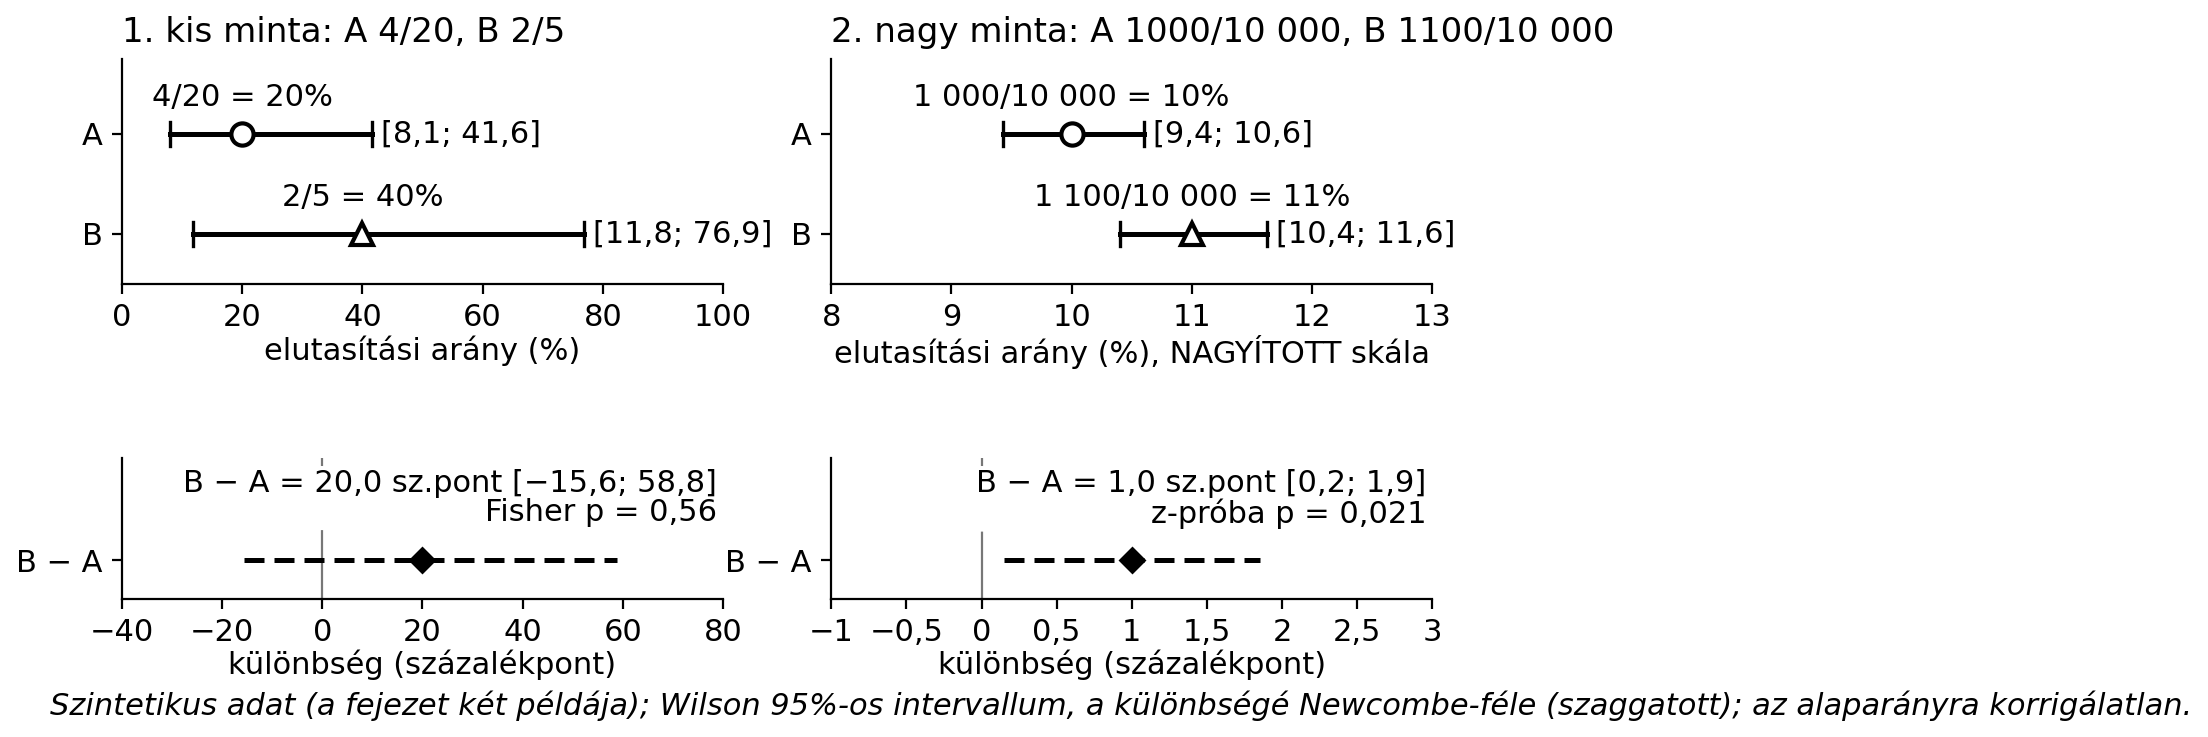 1. kis minta: A 4/20, B 2/5
4/20 = 20%
A
[8,1; 41,6]
2/5 = 40%
B
[11,8; 76,9]
0 20 40 60 80 100
elutasítási arány (%)
2. nagy minta: A 1000/10 000, B 1100/10 000
1 000/10 000 = 10%
A
[9,4; 10,6]
1 100/10 000 = 11%
B
[10,4; 11,6]
8 9 10 11 12 13
elutasítási arány (%), NAGYÍTOTT skála
B − A = 20,0 sz.pont [−15,6; 58,8]
Fisher p = 0,56
B − A
−40 −20 0 20 40 60 80
különbség (százalékpont)
B − A = 1,0 sz.pont [0,2; 1,9]
z-próba p = 0,021
B − A
−1 −0,5 0 0,5 1 1,5 2 2,5 3
különbség (százalékpont)
Szintetikus adat (a fejezet két példája); Wilson 95%-os intervallum, a különbségé Newcombe-féle (szaggatott); az alaparányra korrigálatlan.